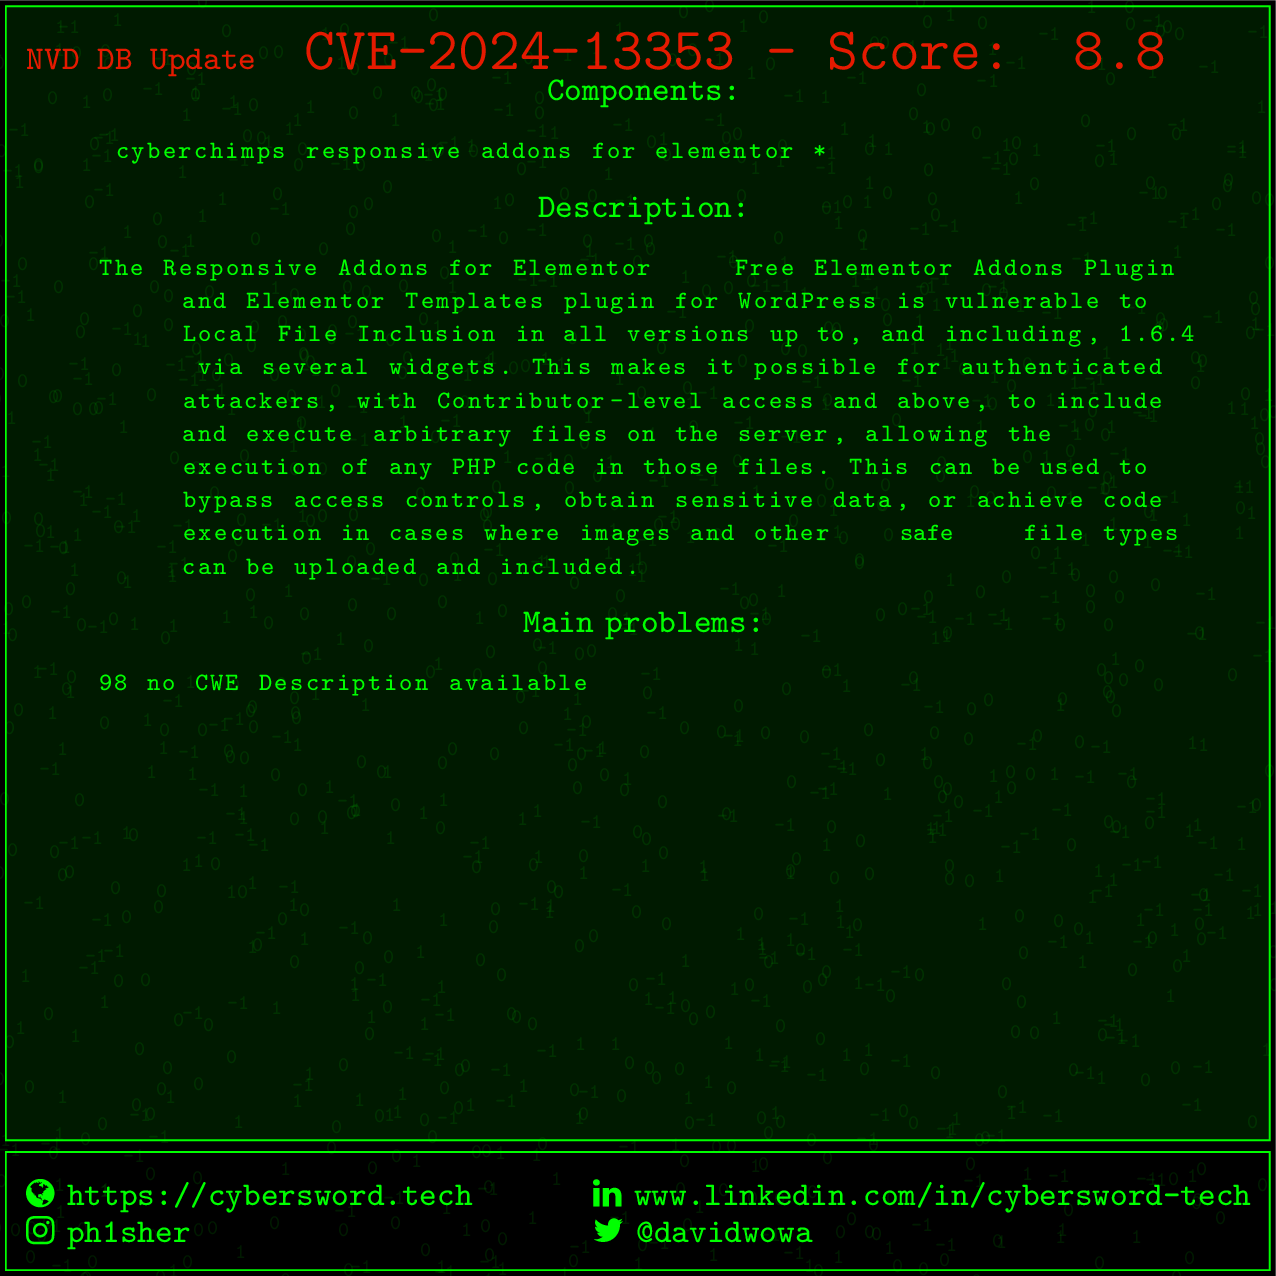 NVD DB Update CVE-2024-13353 - Score: 8.8
Components:
cyberchimps responsive addons for elementor *
Description:
The Responsive Addons for Elementor Free Elementor Addons Plugin
and Elementor Templates plugin for WordPress is vulnerable to
Local File Inclusion in all versions up to, and including, 1.6.4
via several widgets. This makes it possible for authenticated
attackers, with Contributor-level access and above, to include
and execute arbitrary files on the server, allowing the
execution of any PHP code in those files. This can be used to
bypass access controls, obtain sensitive data, or achieve code
execution in cases where images and other safe file types
can be uploaded and included.
Main problems:
98 no CWE Description available
https://cybersword.tech www.linkedin.com/in/cybersword-tech
ph1sher @davidwowa